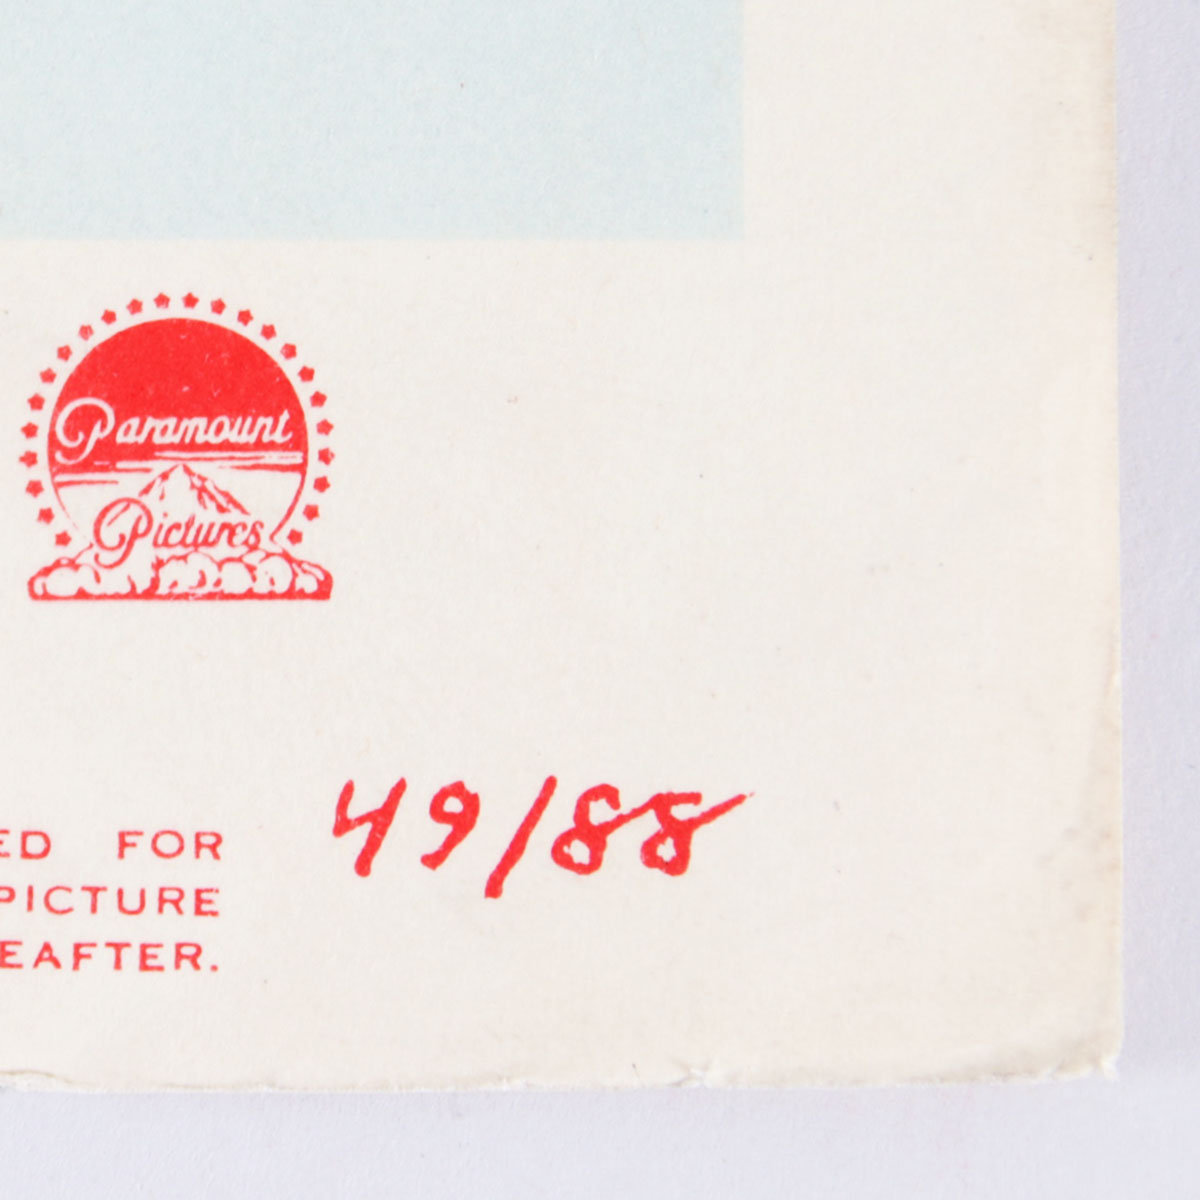 Paramount
Pictures
49/88
ED FOR
PICTURE
EAFTER.